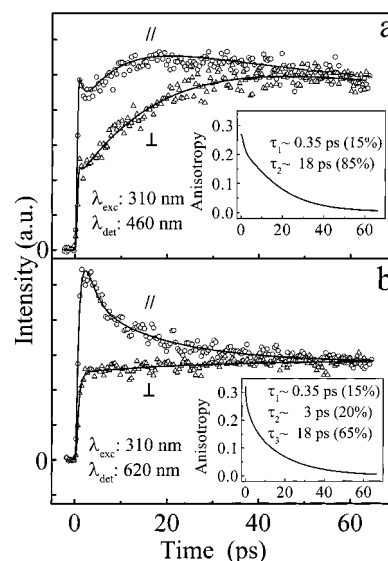 a
//
⊥
λexc: 310 nm
λdet: 460 nm
Anisotropy
0.3
0.2
0.1
0.0
τ1~ 0.35 ps (15%)
τ2~ 18 ps (85%)
0 20 40 60
0
Intensity (a.u.)
b
//
⊥
λexc: 310 nm
λdet: 620 nm
Anisotropy
0.3
0.2
0.1
0.0
τ1~ 0.35 ps (15%)
τ2~ 3 ps (20%)
τ3~ 18 ps (65%)
0 20 40 60
0
0 20 40 60
Time (ps)